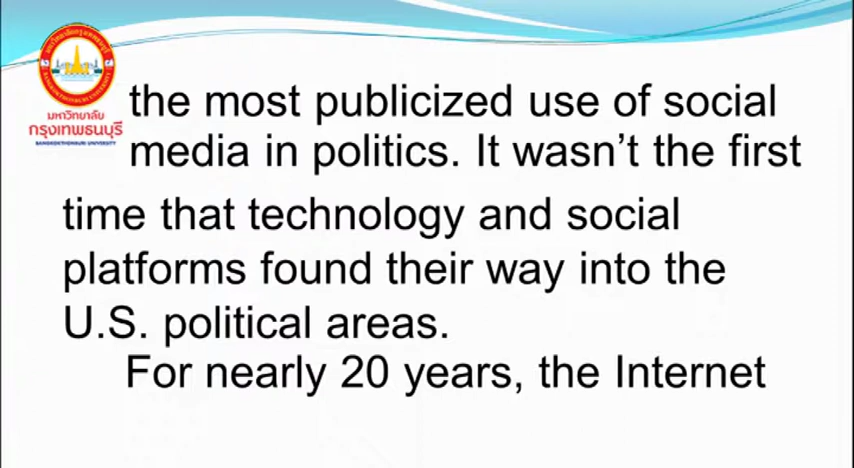 มหาวิทยาลัย
กรุงเทพธนบุรี
BANGKOKTHONBURI UNIVERSITY
the most publicized use of social
media in politics. It wasn’t the first
time that technology and social
platforms found their way into the
U.S. political areas.
For nearly 20 years, the Internet